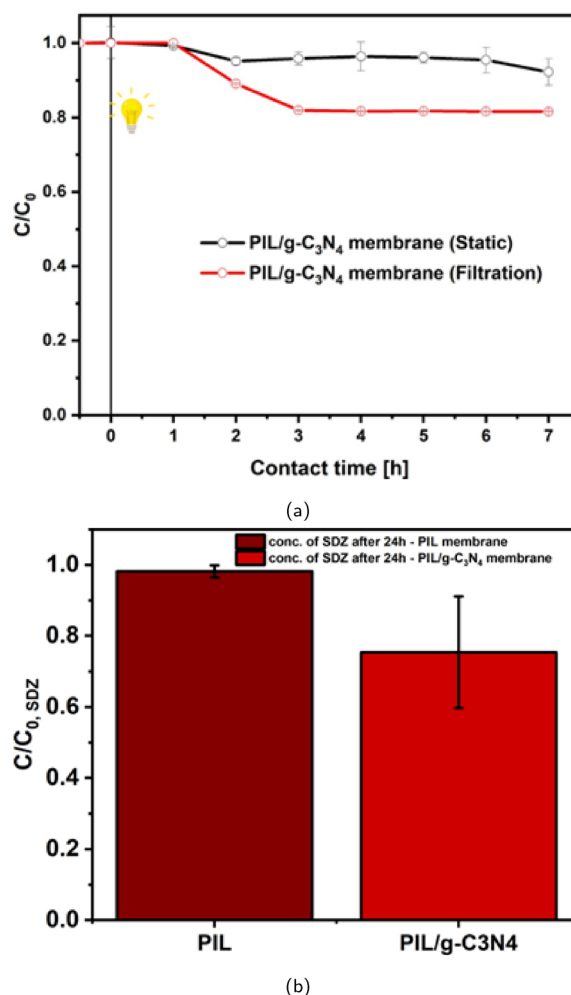 1.0
0.8
0.6
0.4
0.2
0.0
C/C₀
PIL/g-C₃N₄ membrane (Static)
PIL/g-C₃N₄ membrane (Filtration)
0 1 2 3 4 5 6 7
Contact time [h]
(a)
conc. of SDZ after 24h - PIL membrane
conc. of SDZ after 24h - PIL/g-C₃N₄ membrane
1.0
0.8
0.6
0.4
0.2
0.0
C/C₀, SDZ
PIL PIL/g-C3N4
(b)